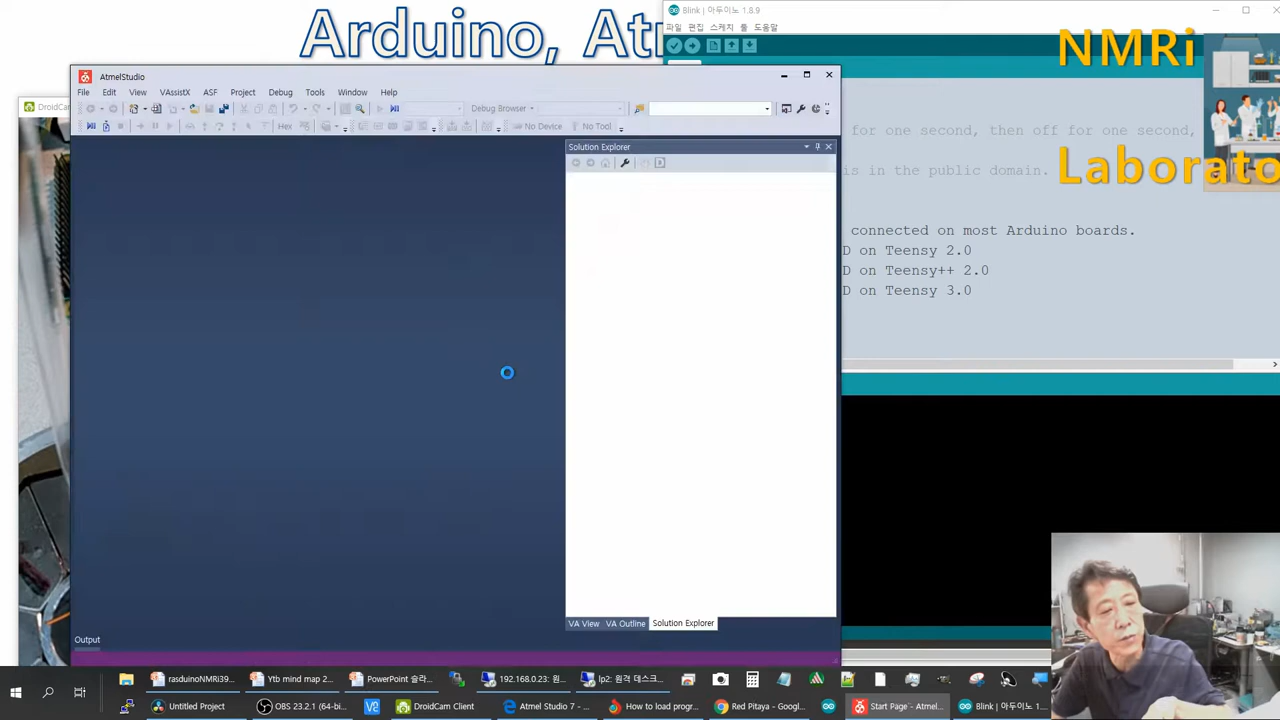 Arduino, At
Blink | 아두이노 1.8.9
파일 편집 스케치 툴 도움말
NMRi
Laborato
DroidCam
AtmelStudio
File Edit View VAssistX ASF Project Debug Tools Window Help
Debug Browser
Hex
No Device
No Tool
Solution Explorer
for one second, then off for one second,
is in the public domain.
connected on most Arduino boards.
D on Teensy 2.0
D on Teensy++ 2.0
D on Teensy 3.0
VA View VA Outline Solution Explorer
Output
rasduinoNMRi39...
Ytb mind map 2...
PowerPoint 슬라...
192.168.0.23: 원격...
lp2: 원격 데스크...
Untitled Project
OBS 23.2.1 (64-bi...
DroidCam Client
Atmel Studio 7 - ...
How to load progr...
Red Pitaya - Googl...
Start Page - Atmel...
Blink | 아두이노 1....